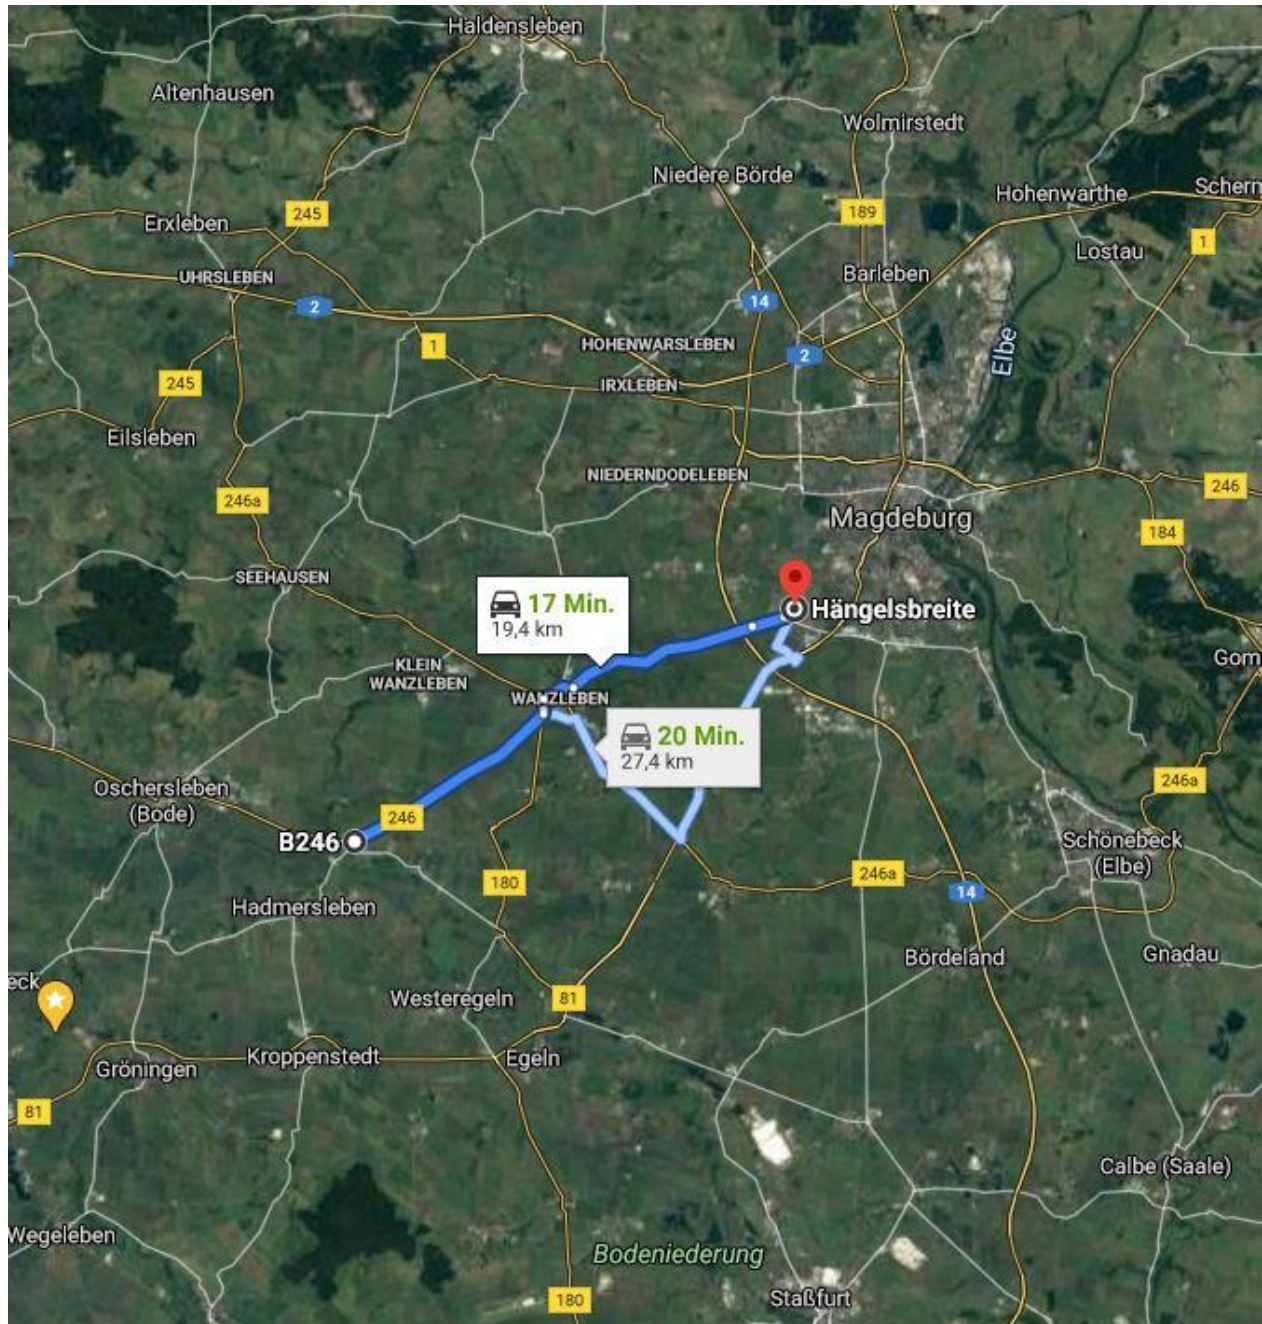 Haldensleben
Altenhausen
Wolmirstedt
Niedere Börde
Hohenwarthe
Schern
245
Erxleben
189
1
Lostau
UHRSLEBEN
Barleben
2
14
1
HOHENWARSLEBEN
2
Elbe
245
IRXLEBEN
Eilsleben
NIEDERNDODELEBEN
246a
246
Magdeburg
184
SEEHAUSEN
17 Min.
19,4 km
Hängelsbreite
KLEIN
WANZLEBEN
Gom
WANZLEBEN
20 Min.
27,4 km
Oschersleben
(Bode)
246a
246
B246
Schönebeck
(Elbe)
180
246a
14
Hadmersleben
Bördeland
Gnadau
eck
Westeregeln
81
Gröningen
Kroppenstedt
Egeln
81
Calbe (Saale)
Wegeleben
Bodeniederung
180
Staßfurt